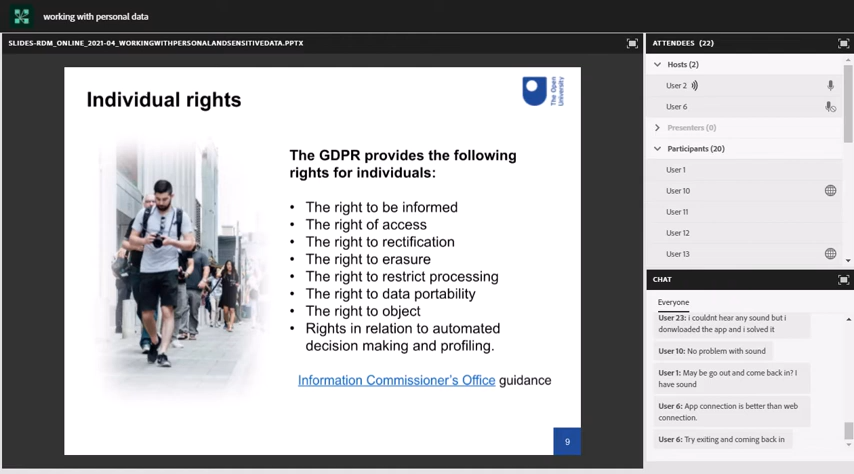 working with personal data
SLIDES-RDM_ONLINE_2021-04_WORKINGWITHPERSONALANDSENSITIVEDATA.PPTX
Individual rights
The Open
University
The GDPR provides the following
rights for individuals:
• The right to be informed
• The right of access
• The right to rectification
• The right to erasure
• The right to restrict processing
• The right to data portability
• The right to object
• Rights in relation to automated
decision making and profiling.
Information Commissioner's Office guidance
9
ATTENDEES (22)
Hosts (2)
User 2
User 6
Presenters (0)
Participants (20)
User 1
User 10
User 11
User 12
User 13
CHAT
Everyone
User 23: i couldnt hear any sound but i
donwloaded the app and i solved it
User 10: No problem with sound
User 1: May be go out and come back in? I
have sound
User 6: App connection is better than web
connection.
User 6: Try exiting and coming back in